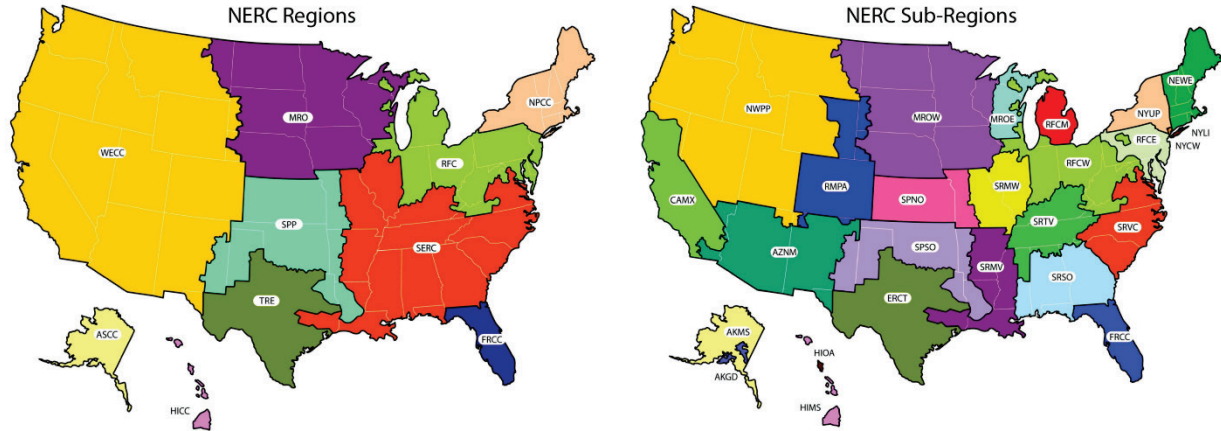 NERC Regions
WECC
MRO
NPCC
RFC
SPP
SERC
TRE
FRCC
ASCC
HICC
NERC Sub-Regions
NWPP
MROW
MROE
RFCM
NYUP
NEWE
NYLI
NYCW
RFCE
RFCW
CAMX
RMPA
SPNO
SRMW
SRTV
SRVC
AZNM
SPSO
SRMV
SRSO
ERCT
FRCC
AKMS
AKGD
HIOA
HIMS